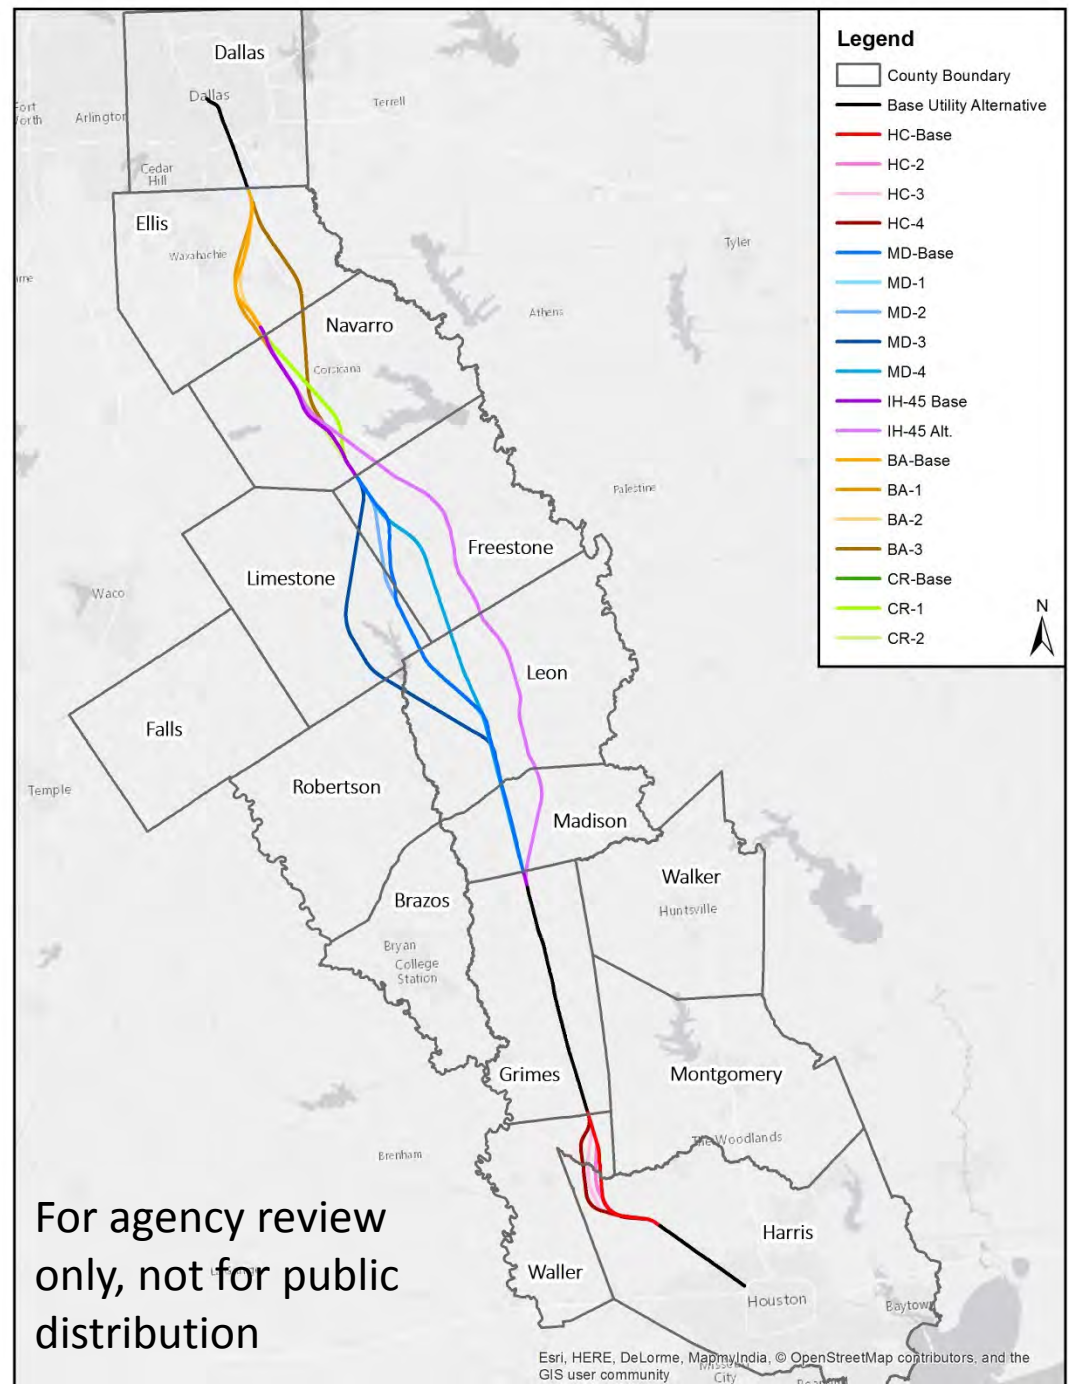 Legend
County Boundary
Base Utility Alternative
HC-Base
HC-2
HC-3
HC-4
MD-Base
MD-1
MD-2
MD-3
MD-4
IH-45 Base
IH-45 Alt.
BA-Base
BA-1
BA-2
BA-3
CR-Base
CR-1
CR-2
N
Dallas
Dallas
Terrell
Arlington
Cedar
Hill
Ellis
Waxahachie
Tyler
Navarro
Athens
Corsicana
Palestine
Freestone
Limestone
Waco
Leon
Falls
Robertson
Temple
Madison
Walker
Huntsville
Brazos
Bryan
College
Station
Grimes
Montgomery
The Woodlands
Brenham
Harris
Waller
Houston
Baytown
For agency review
only, not for public
distribution
Esri, HERE, DeLorme, MapmyIndia, © OpenStreetMap contributors, and the
GIS user community
City